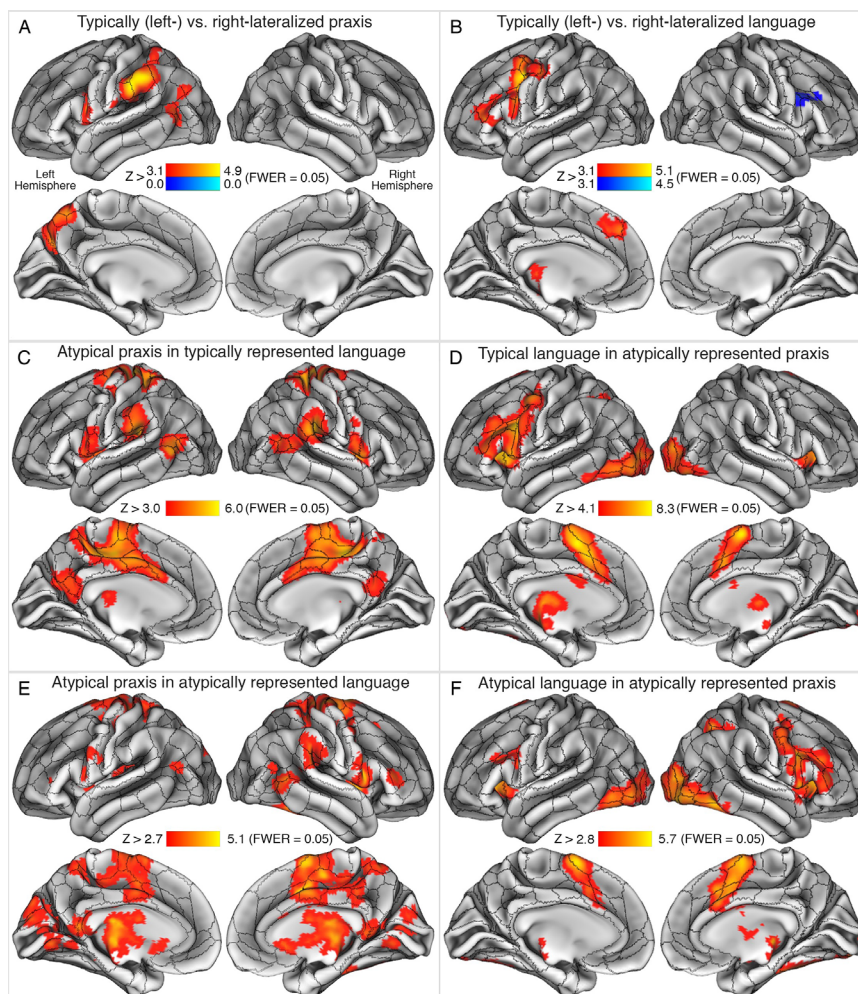 A Typically (left-) vs. right-lateralized praxis
Left Hemisphere
Z > 3.1 4.9 (FWER = 0.05)
0.0 0.0
Right Hemisphere
B Typically (left-) vs. right-lateralized language
Z > 3.1 5.1 (FWER = 0.05)
3.1 4.5
C Atypical praxis in typically represented language
Z > 3.0 6.0 (FWER = 0.05)
D Typical language in atypically represented praxis
Z > 4.1 8.3 (FWER = 0.05)
E Atypical praxis in atypically represented language
Z > 2.7 5.1 (FWER = 0.05)
F Atypical language in atypically represented praxis
Z > 2.8 5.7 (FWER = 0.05)